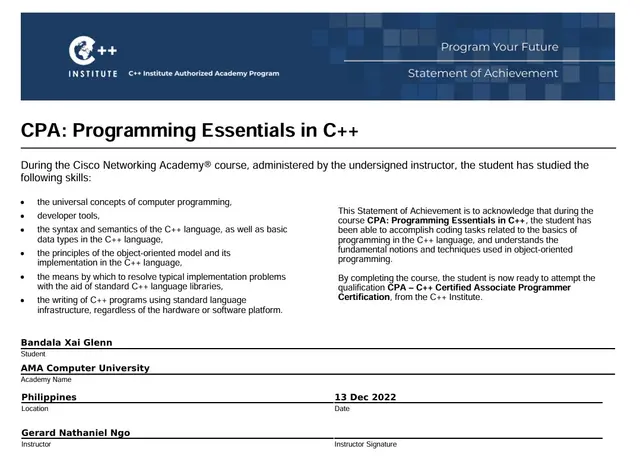 C++
INSTITUTE
C++ Institute Authorized Academy Program
Program Your Future
Statement of Achievement
CPA: Programming Essentials in C++
During the Cisco Networking Academy® course, administered by the undersigned instructor, the student has studied the
following skills:
• the universal concepts of computer programming,
• developer tools,
• the syntax and semantics of the C++ language, as well as basic
data types in the C++ language,
• the principles of the object-oriented model and its
implementation in the C++ language,
• the means by which to resolve typical implementation problems
with the aid of standard C++ language libraries,
• the writing of C++ programs using standard language
infrastructure, regardless of the hardware or software platform.
This Statement of Achievement is to acknowledge that during the
course CPA: Programming Essentials in C++, the student has
been able to accomplish coding tasks related to the basics of
programming in the C++ language, and understands the
fundamental notions and techniques used in object-oriented
programming.
By completing the course, the student is now ready to attempt the
qualification CPA – C++ Certified Associate Programmer
Certification, from the C++ Institute.
Bandala Xai Glenn
Student
AMA Computer University
Academy Name
Philippines
Location
13 Dec 2022
Date
Gerard Nathaniel Ngo
Instructor
Instructor Signature